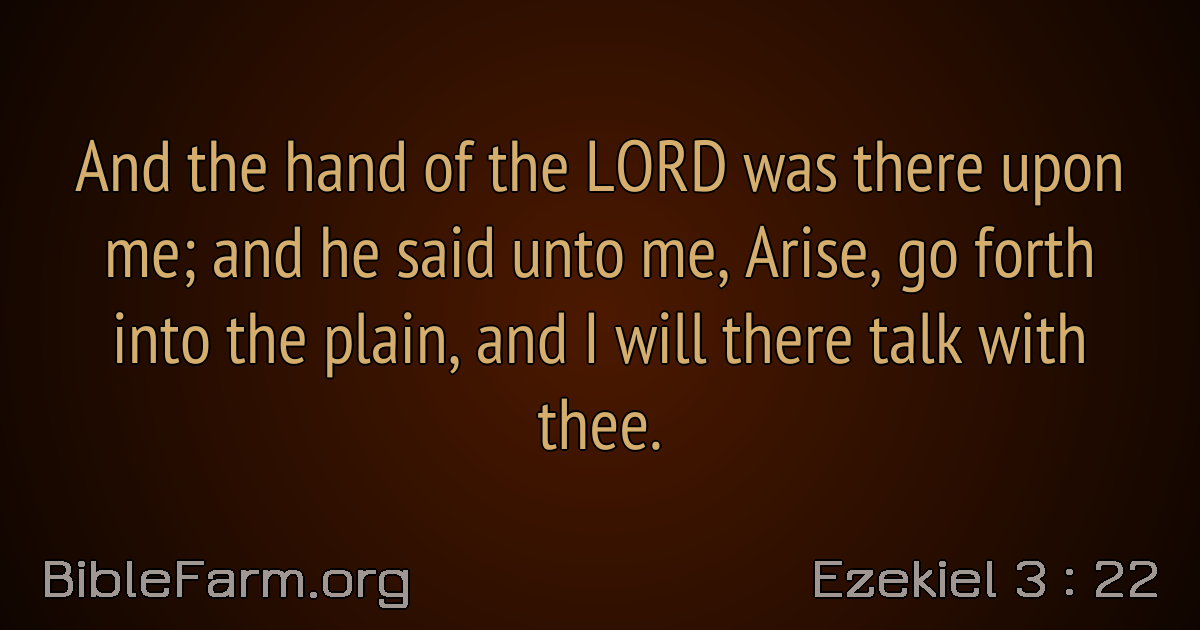 And the hand of the LORD was there upon
me; and he said unto me, Arise, go forth
into the plain, and I will there talk with
thee.
BibleFarm.org
Ezekiel 3 : 22